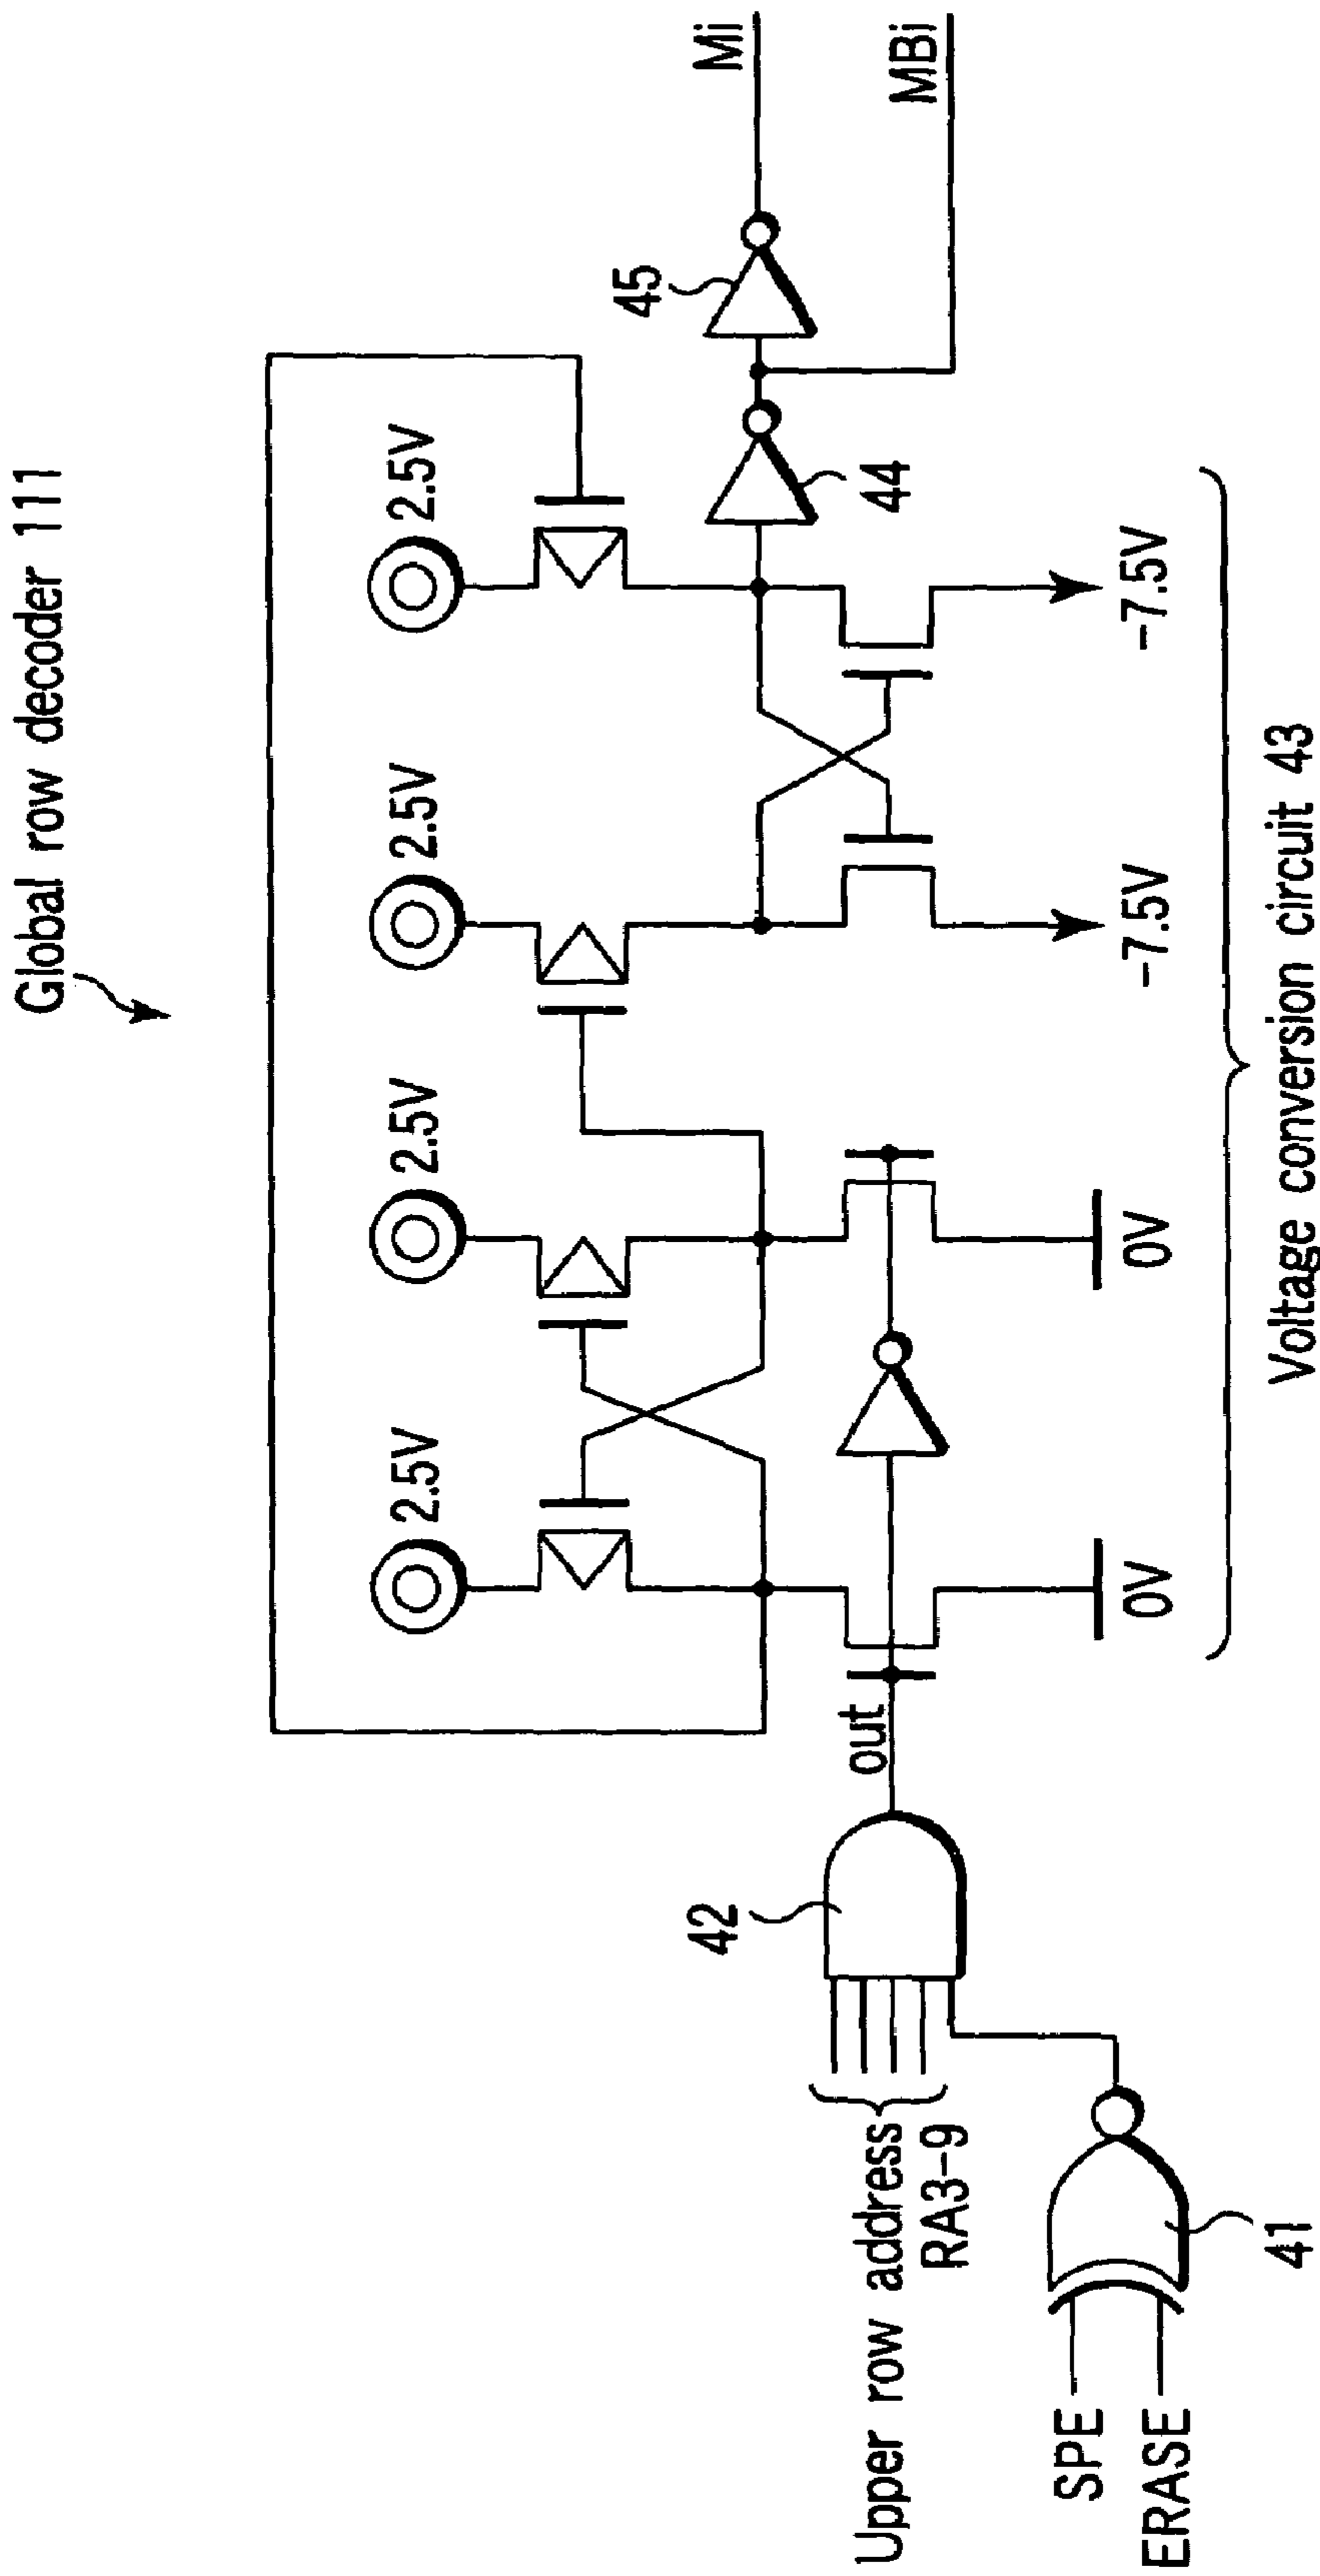 Global row decoder 111
2.5V
2.5V
2.5V
2.5V
45
Mi
44
MBi
42
out
Upper row address
RA3-9
SPE
ERASE
41
0V
0V
-7.5V
-7.5V
Voltage conversion circuit 43